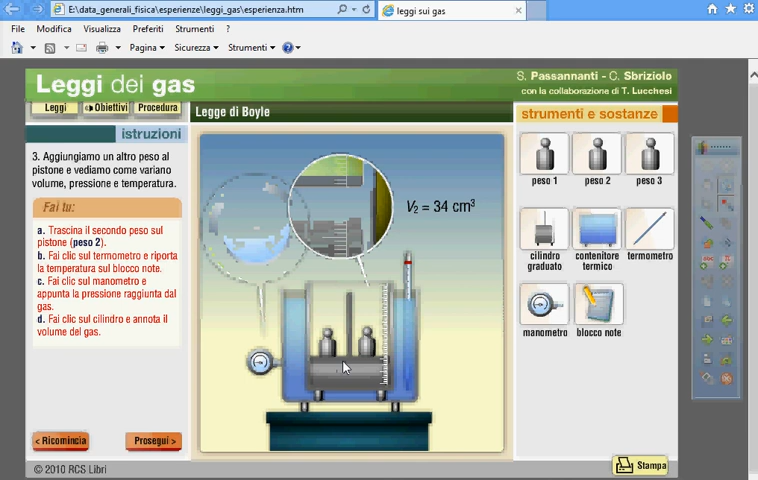 E:\data_generali_fisica\esperienze\leggi_gas\esperienza.htm
leggi sui gas
File Modifica Visualizza Preferiti Strumenti ?
Pagina Sicurezza Strumenti
Leggi dei gas
S. Passannanti - C. Sbriziolo
con la collaborazione di T. Lucchesi
Leggi Obiettivi Procedura
Legge di Boyle
strumenti e sostanze
istruzioni
3. Aggiungiamo un altro peso al
pistone e vediamo come variano
volume, pressione e temperatura.
Fai tu:
a. Trascina il secondo peso sul
pistone (peso 2).
b. Fai clic sul termometro e riporta
la temperatura sul blocco note.
c. Fai clic sul manometro e
appunta la pressione raggiunta dal
gas.
d. Fai clic sul cilindro e annota il
volume del gas.
< Ricomincia
Prosegui >
V₂ = 34 cm³
peso 1 peso 2 peso 3
cilindro
graduato
contenitore
termico
termometro
manometro
blocco note
Stampa
© 2010 RCS Libri